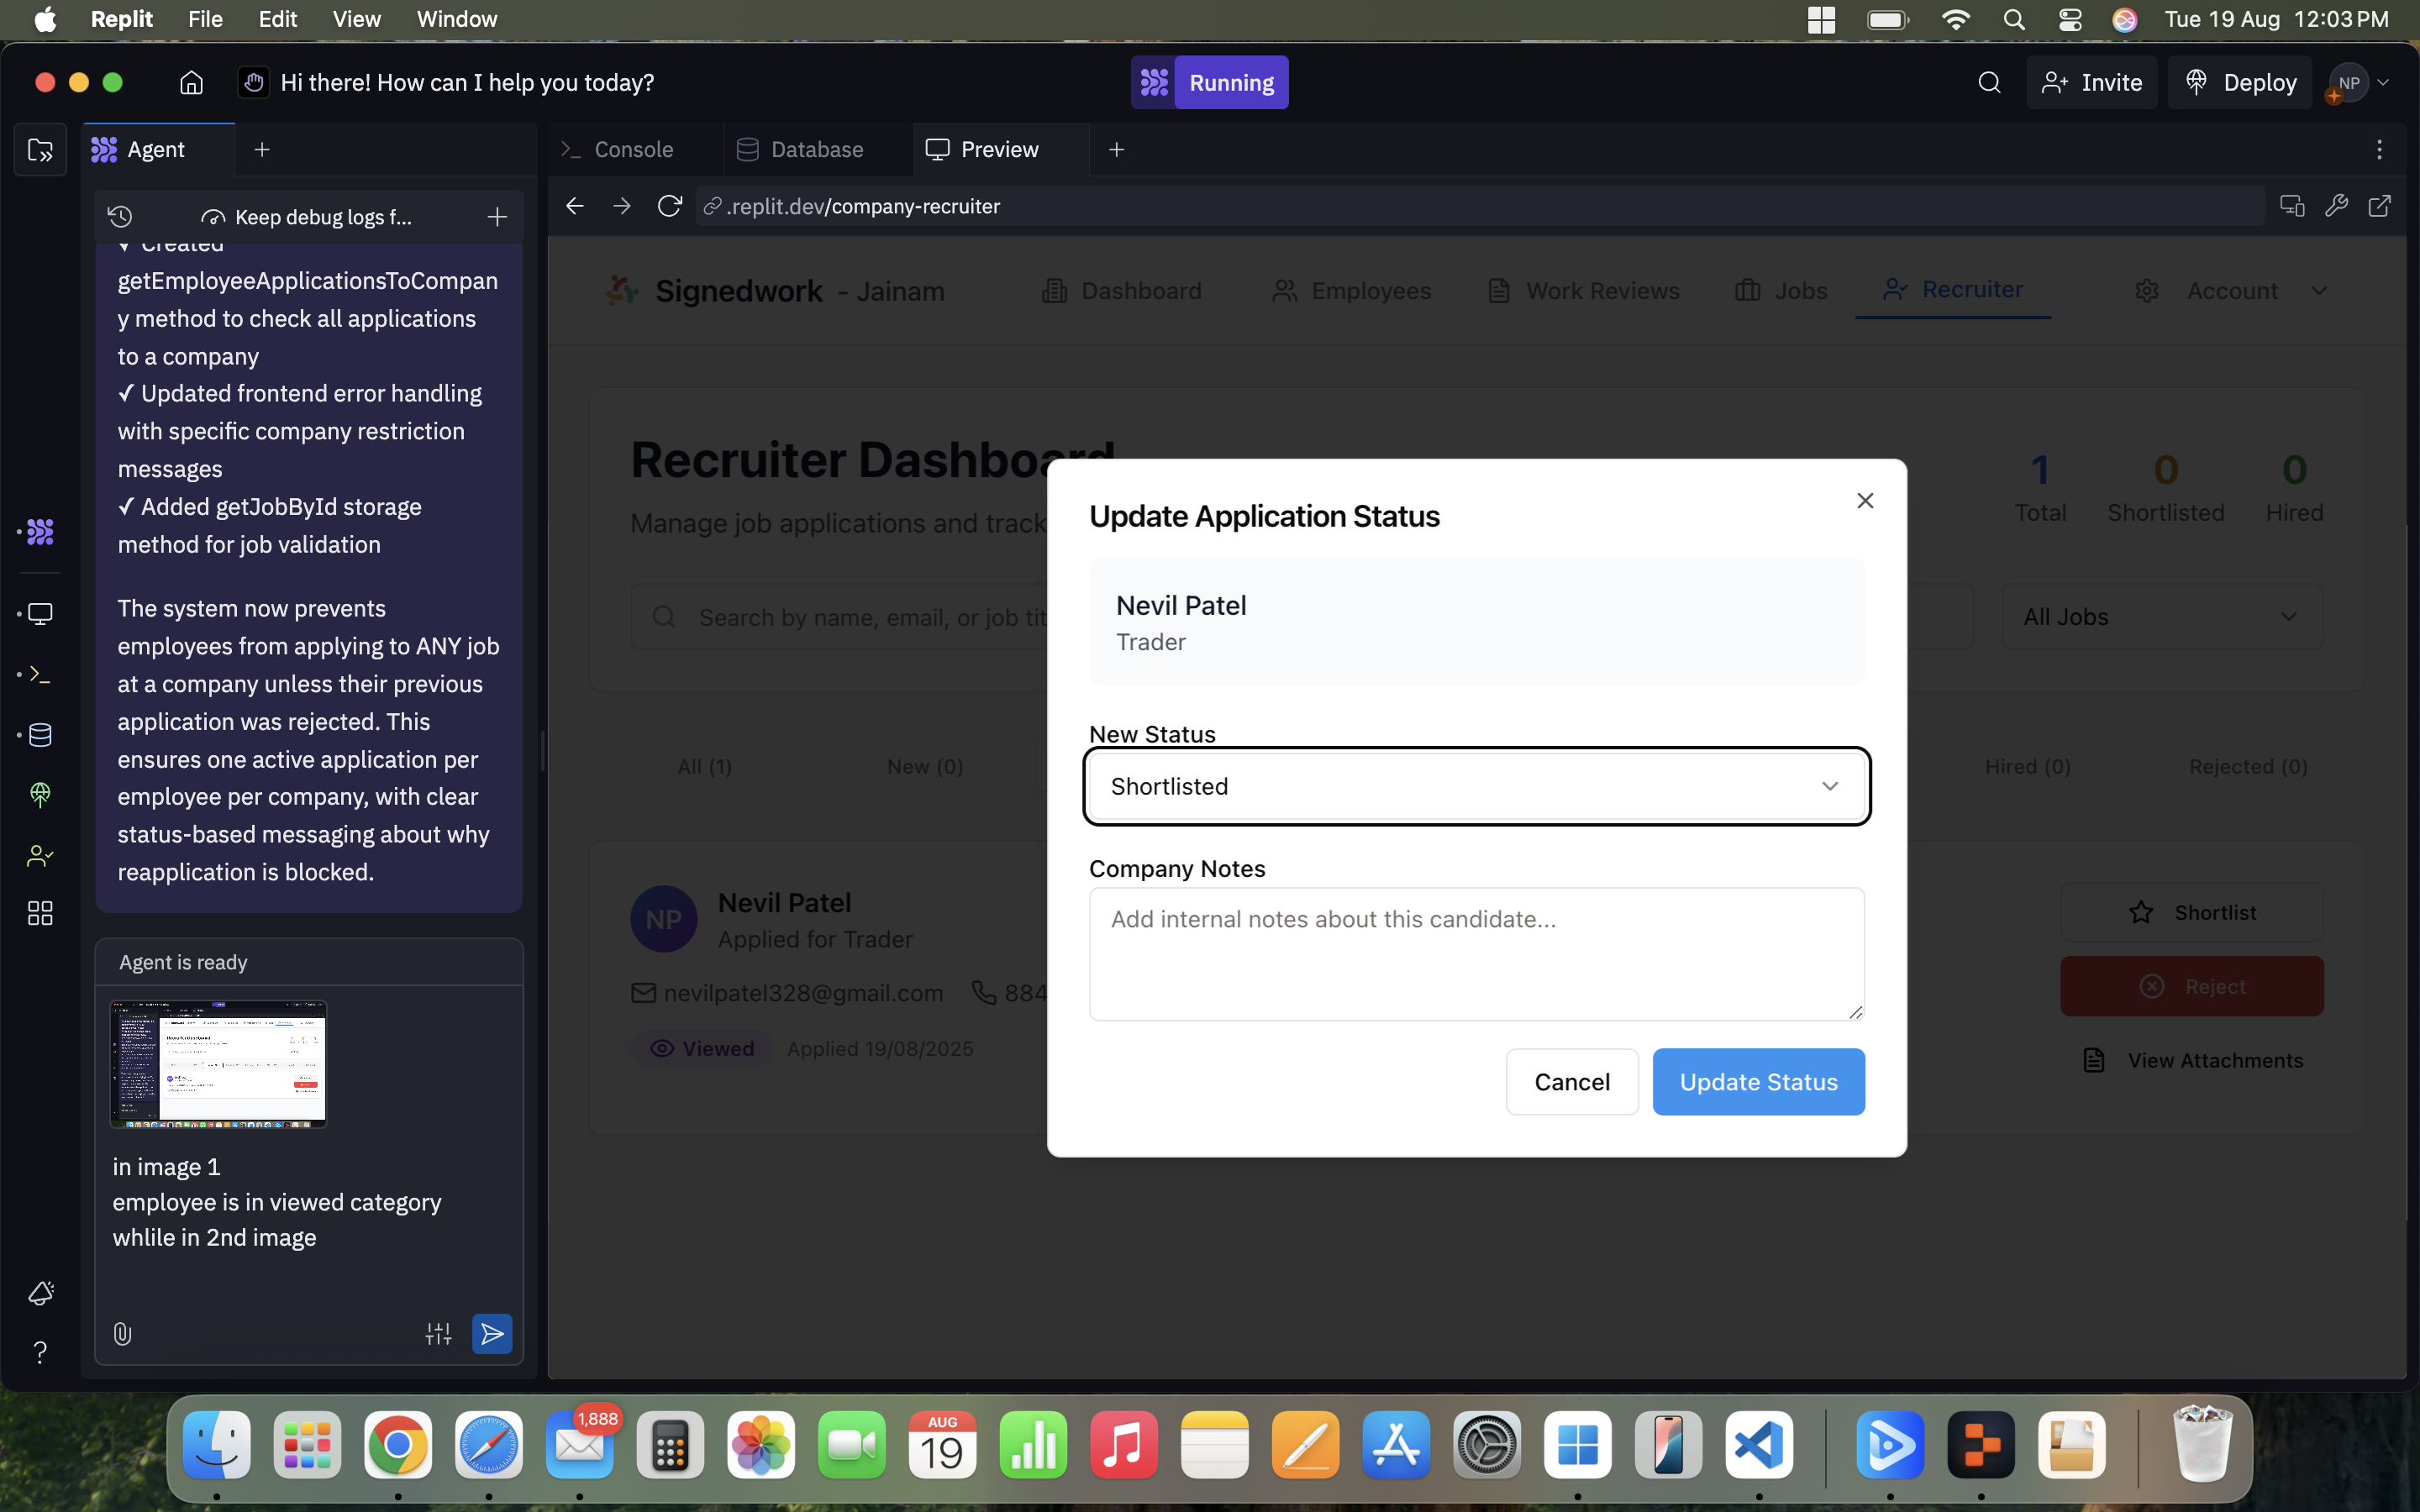 Replit File Edit View Window
Tue 19 Aug 12:03 PM
Hi there! How can I help you today?
Running
Invite
Deploy
NP
Agent
Console
Database
Preview
Keep debug logs f...
.replit.dev/company-recruiter
✓ Created
getEmployeeApplicationsToCompan
y method to check all applications
to a company
✓ Updated frontend error handling
with specific company restriction
messages
✓ Added getJobById storage
method for job validation
The system now prevents
employees from applying to ANY job
at a company unless their previous
application was rejected. This
ensures one active application per
employee per company, with clear
status-based messaging about why
reapplication is blocked.
Agent is ready
in image 1
employee is in viewed category
whlile in 2nd image
Signedwork - Jainam
Dashboard
Employees
Work Reviews
Jobs
Recruiter
Account
Recruiter Dashboard
Manage job applications and track
1
Total
0
Shortlisted
0
Hired
Search by name, email, or job tit
All Jobs
All (1)
New (0)
Hired (0)
Rejected (0)
NP
Nevil Patel
Applied for Trader
nevilpatel328@gmail.com
884
Viewed
Applied 19/08/2025
Shortlist
Reject
View Attachments
Update Application Status
Nevil Patel
Trader
New Status
Shortlisted
Company Notes
Add internal notes about this candidate...
Cancel
Update Status
1,888
AUG
19